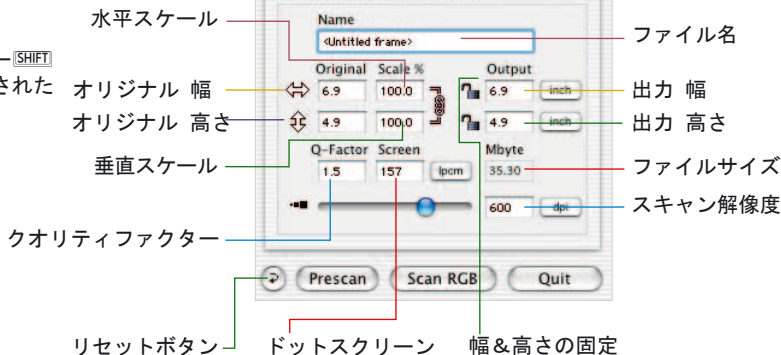 水平スケール
Name
<Untitled frame>
ファイル名
ー SHIFT
された
Original Scale % Output
オリジナル 幅 6.9 100.0 6.9 inch 出力 幅
オリジナル 高さ 4.9 100.0 4.9 inch 出力 高さ
垂直スケール
Q-Factor Screen Mbyte
1.5 157 lpcm 35.30 ファイルサイズ
600 dpi スキャン解像度
クオリティファクター
Prescan Scan RGB Quit
リセットボタン ドットスクリーン 幅&高さの固定